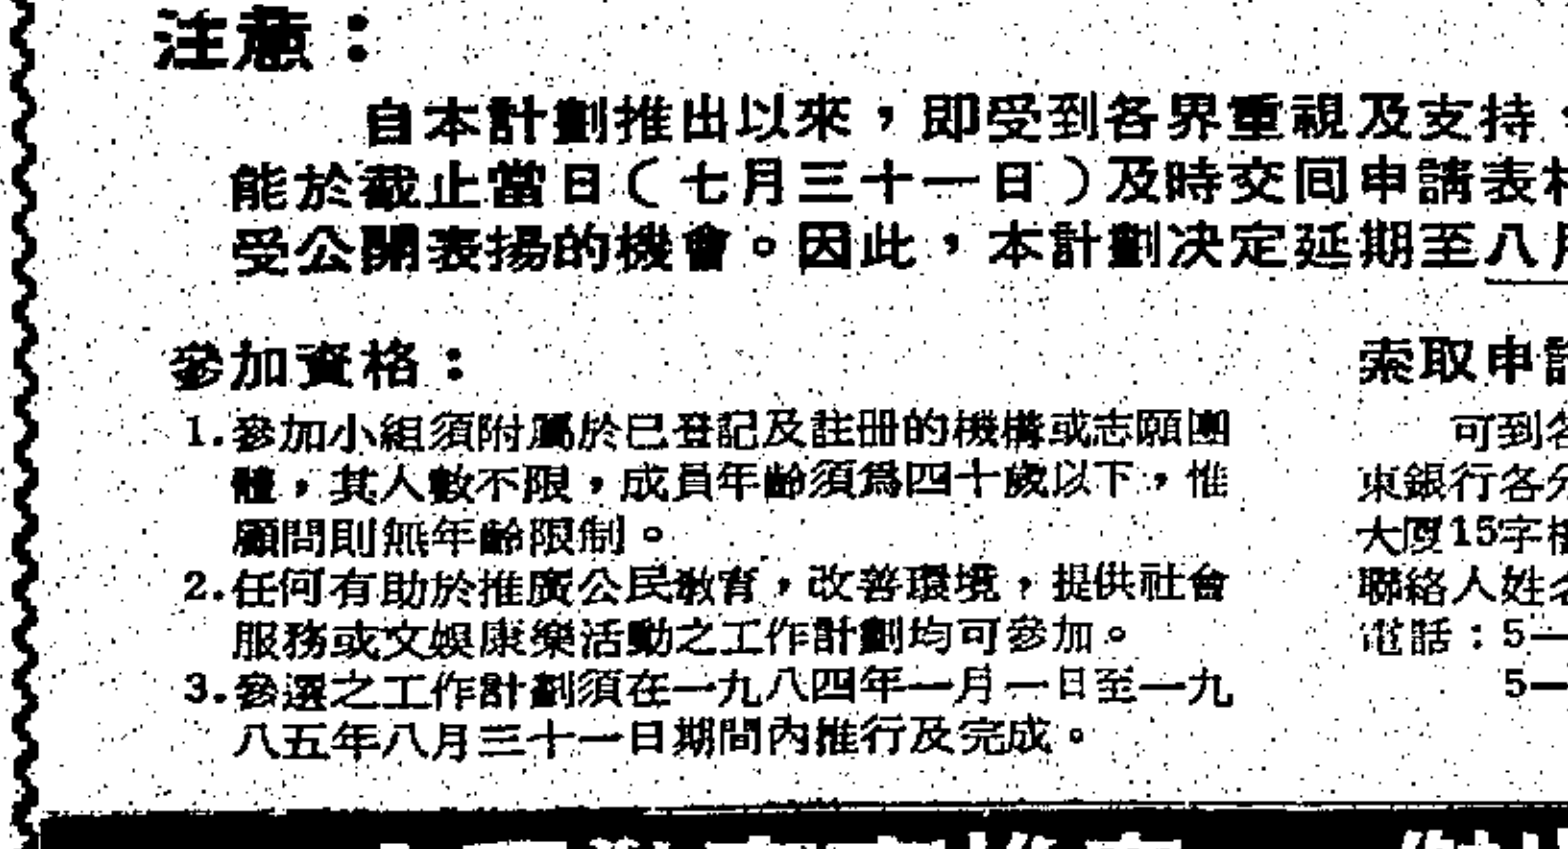 注意：
自本計劃推出以來，即受到各界重視及支持，
能於截止當日（七月三十一日）及時交回申請表
受公開表揚的機會。因此，本計劃決定延期至八月
參加資格：
1.參加小組須附屬於已登記及註冊的機構或志願團
體，其人數不限，成員年齡須爲四十歲以下，惟
顧問則無年齡限制。
2.任何有助於推廣公民教育，改善環境，提供社會
服務或文娛康樂活動之工作計劃均可參加。
3.參選之工作計劃須在一九八四年一月一日至一九
八五年八月三十一日期間內推行及完成。
索取申請
可到各
東銀行各分
大厦15字樓
聯絡人姓名
電話：5—
5—